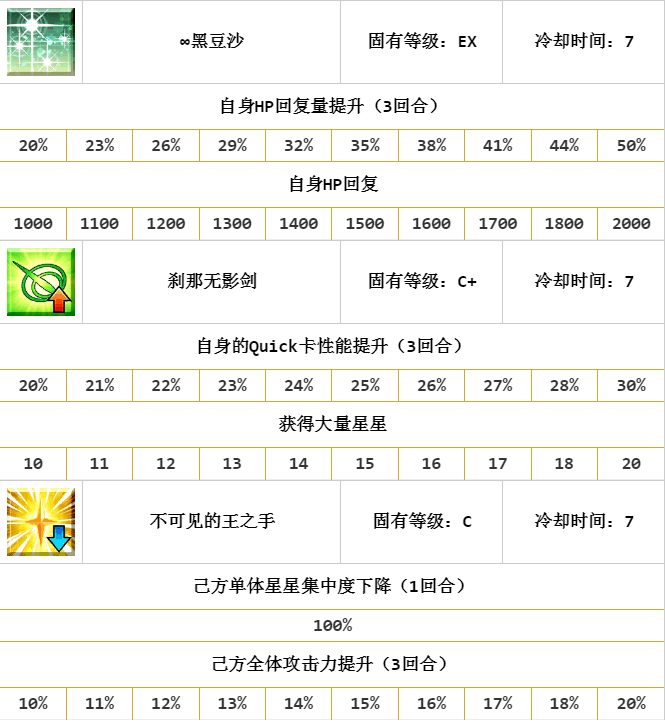 ∞黑豆沙 固有等级: EX 冷却时间: 7
自身HP回复量提升（3回合）
20% 23% 26% 29% 32% 35% 38% 41% 44% 50%
自身HP回复
1000 1100 1200 1300 1400 1500 1600 1700 1800 2000
刹那无影剑 固有等级: C+ 冷却时间: 7
自身的Quick卡性能提升（3回合）
20% 21% 22% 23% 24% 25% 26% 27% 28% 30%
获得大量星星
10 11 12 13 14 15 16 17 18 20
不可见的王之手 固有等级: C 冷却时间: 7
己方单体星星集中度下降（1回合）
100%
己方全体攻击力提升（3回合）
10% 11% 12% 13% 14% 15% 16% 17% 18% 20%